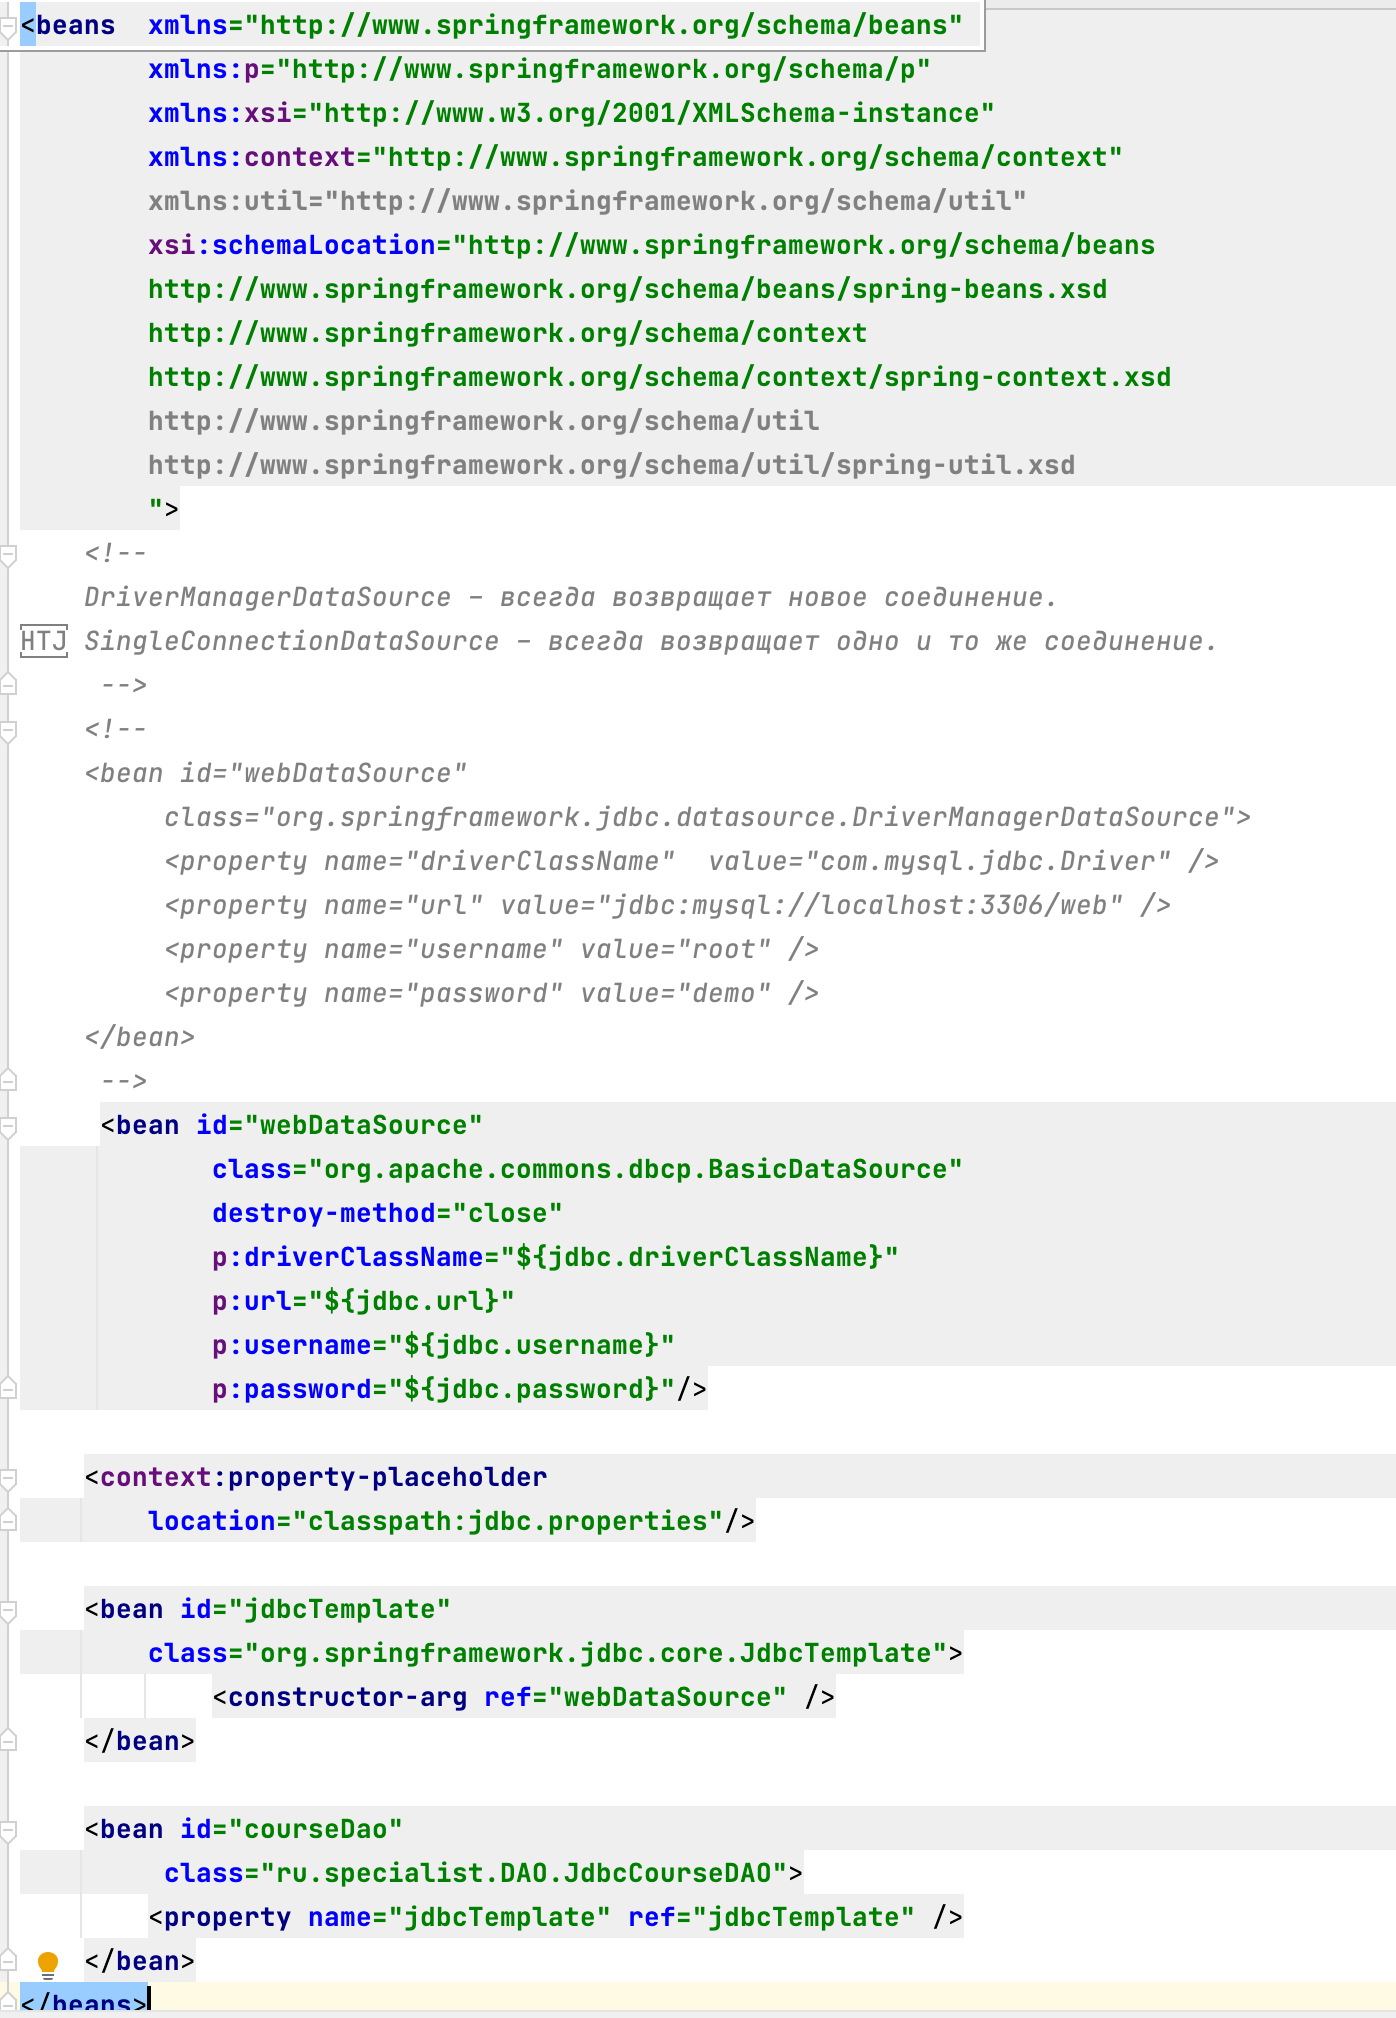 <beans  xmlns="http://www.springframework.org/schema/beans"
xmlns:p="http://www.springframework.org/schema/p"
xmlns:xsi="http://www.w3.org/2001/XMLSchema-instance"
xmlns:context="http://www.springframework.org/schema/context"
xmlns:util="http://www.springframework.org/schema/util"
xsi:schemaLocation="http://www.springframework.org/schema/beans
http://www.springframework.org/schema/beans/spring-beans.xsd
http://www.springframework.org/schema/context
http://www.springframework.org/schema/context/spring-context.xsd
http://www.springframework.org/schema/util
http://www.springframework.org/schema/util/spring-util.xsd
">
<!--
DriverManagerDataSource – всегда возвращает новое соединение.
HTJ SingleConnectionDataSource – всегда возвращает одно и то же соединение.
-->
<!--
<bean id="webDataSource"
class="org.springframework.jdbc.datasource.DriverManagerDataSource">
<property name="driverClassName"  value="com.mysql.jdbc.Driver" />
<property name="url" value="jdbc:mysql://localhost:3306/web" />
<property name="username" value="root" />
<property name="password" value="demo" />
</bean>
-->
<bean id="webDataSource"
class="org.apache.commons.dbcp.BasicDataSource"
destroy-method="close"
p:driverClassName="${jdbc.driverClassName}"
p:url="${jdbc.url}"
p:username="${jdbc.username}"
p:password="${jdbc.password}"/>
<context:property-placeholder
location="classpath:jdbc.properties"/>
<bean id="jdbcTemplate"
class="org.springframework.jdbc.core.JdbcTemplate">
<constructor-arg ref="webDataSource" />
</bean>
<bean id="courseDao"
class="ru.specialist.DAO.JdbcCourseDAO">
<property name="jdbcTemplate" ref="jdbcTemplate" />
</bean>
</beans>